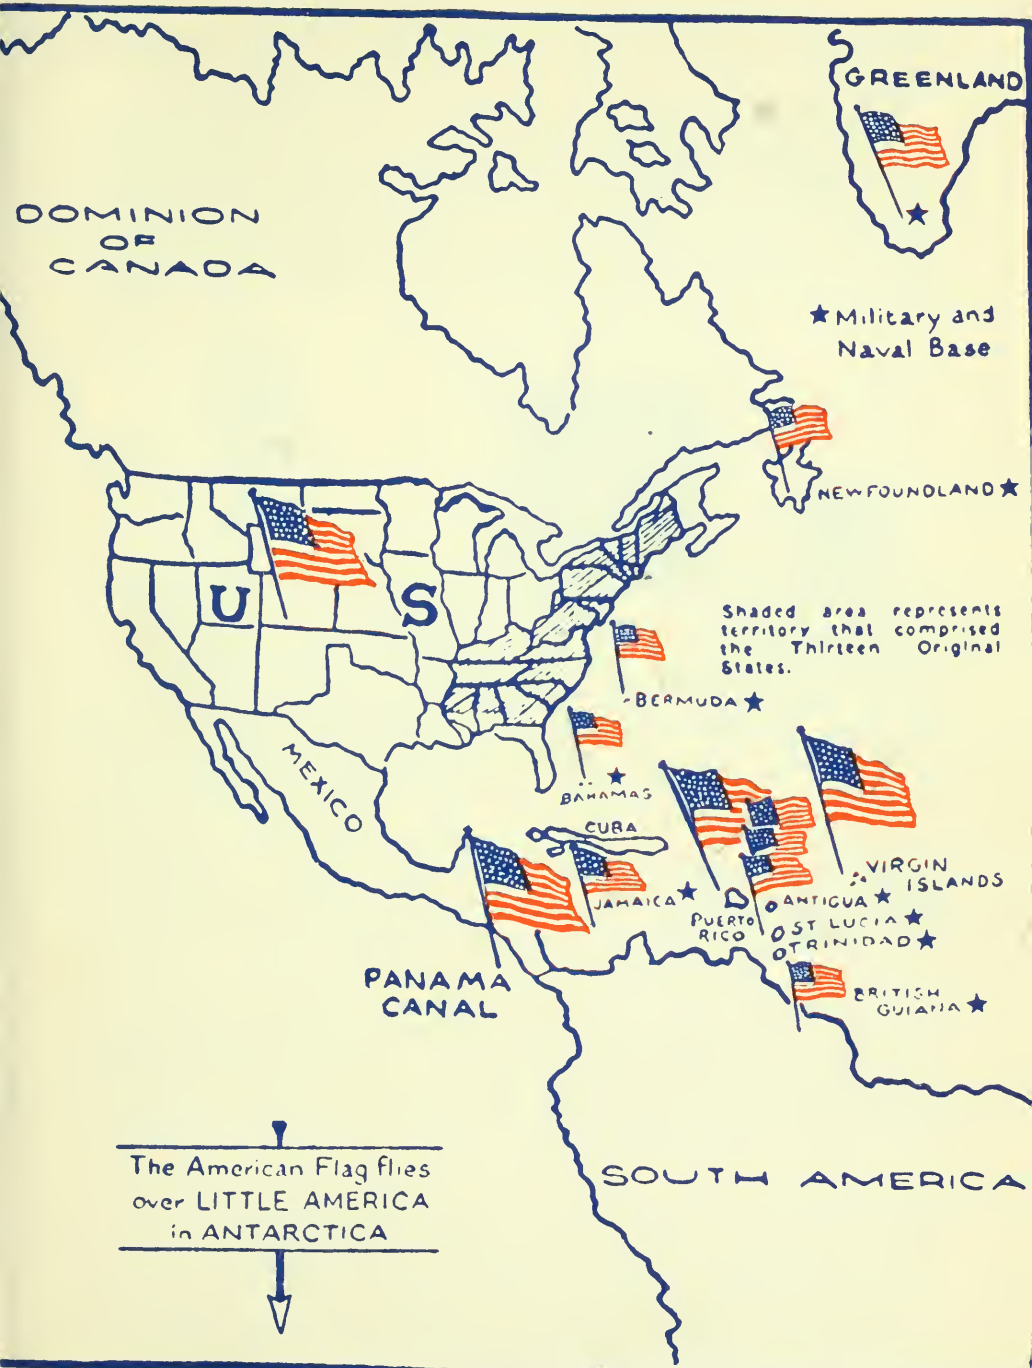 GREENLAND
DOMINION
OF
CANADA
★ Military and
Naval Base
NEWFOUNDLAND ★
U S
Shaded area represents
territory that comprised
the Thirteen Original
States.
BERMUDA ★
MEXICO
BAHAMAS
CUBA
JAMAICA ★
PUERTO
RICO
VIRGIN
ISLANDS
ANTIGUA ★
ST LUCIA ★
TRINIDAD ★
PANAMA
CANAL
BRITISH
GUIANA ★
The American Flag flies
over LITTLE AMERICA
in ANTARCTICA
SOUTH AMERICA